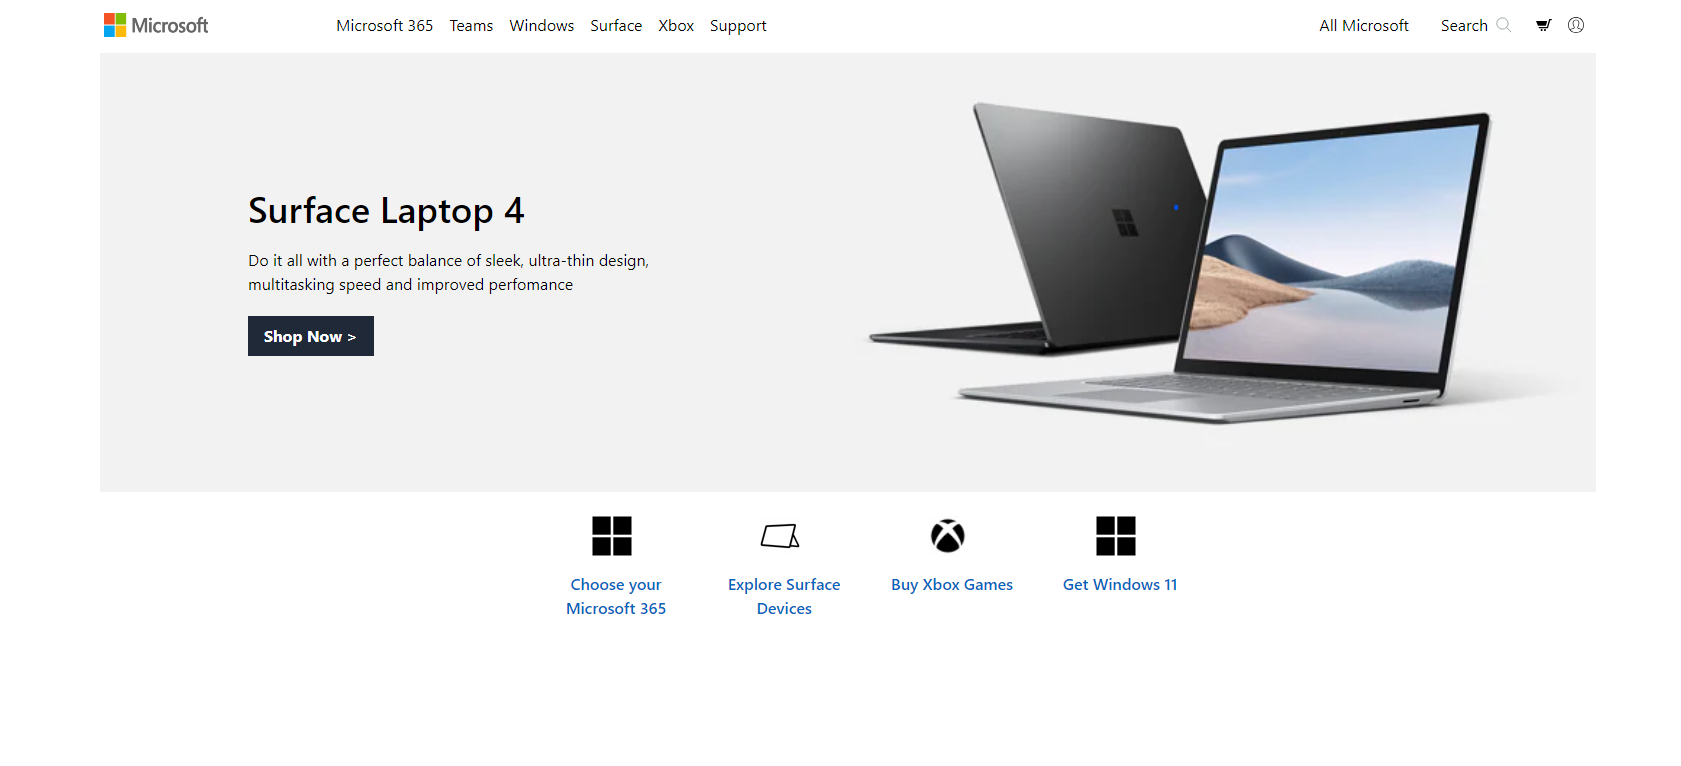 Microsoft
Microsoft 365 Teams Windows Surface Xbox Support
All Microsoft Search
Surface Laptop 4
Do it all with a perfect balance of sleek, ultra-thin design,
multitasking speed and improved perfomance
Shop Now >
Choose your
Microsoft 365
Explore Surface
Devices
Buy Xbox Games
Get Windows 11